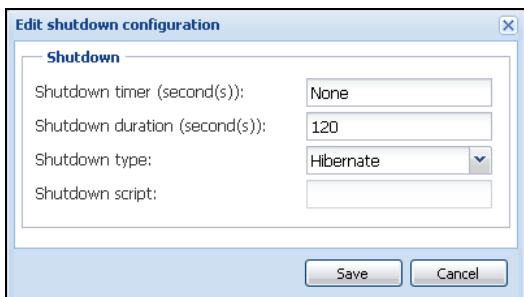 Edit shutdown configuration
Shutdown
Shutdown timer (second(s)): None
Shutdown duration (second(s)): 120
Shutdown type: Hibernate
Shutdown script:
Save Cancel